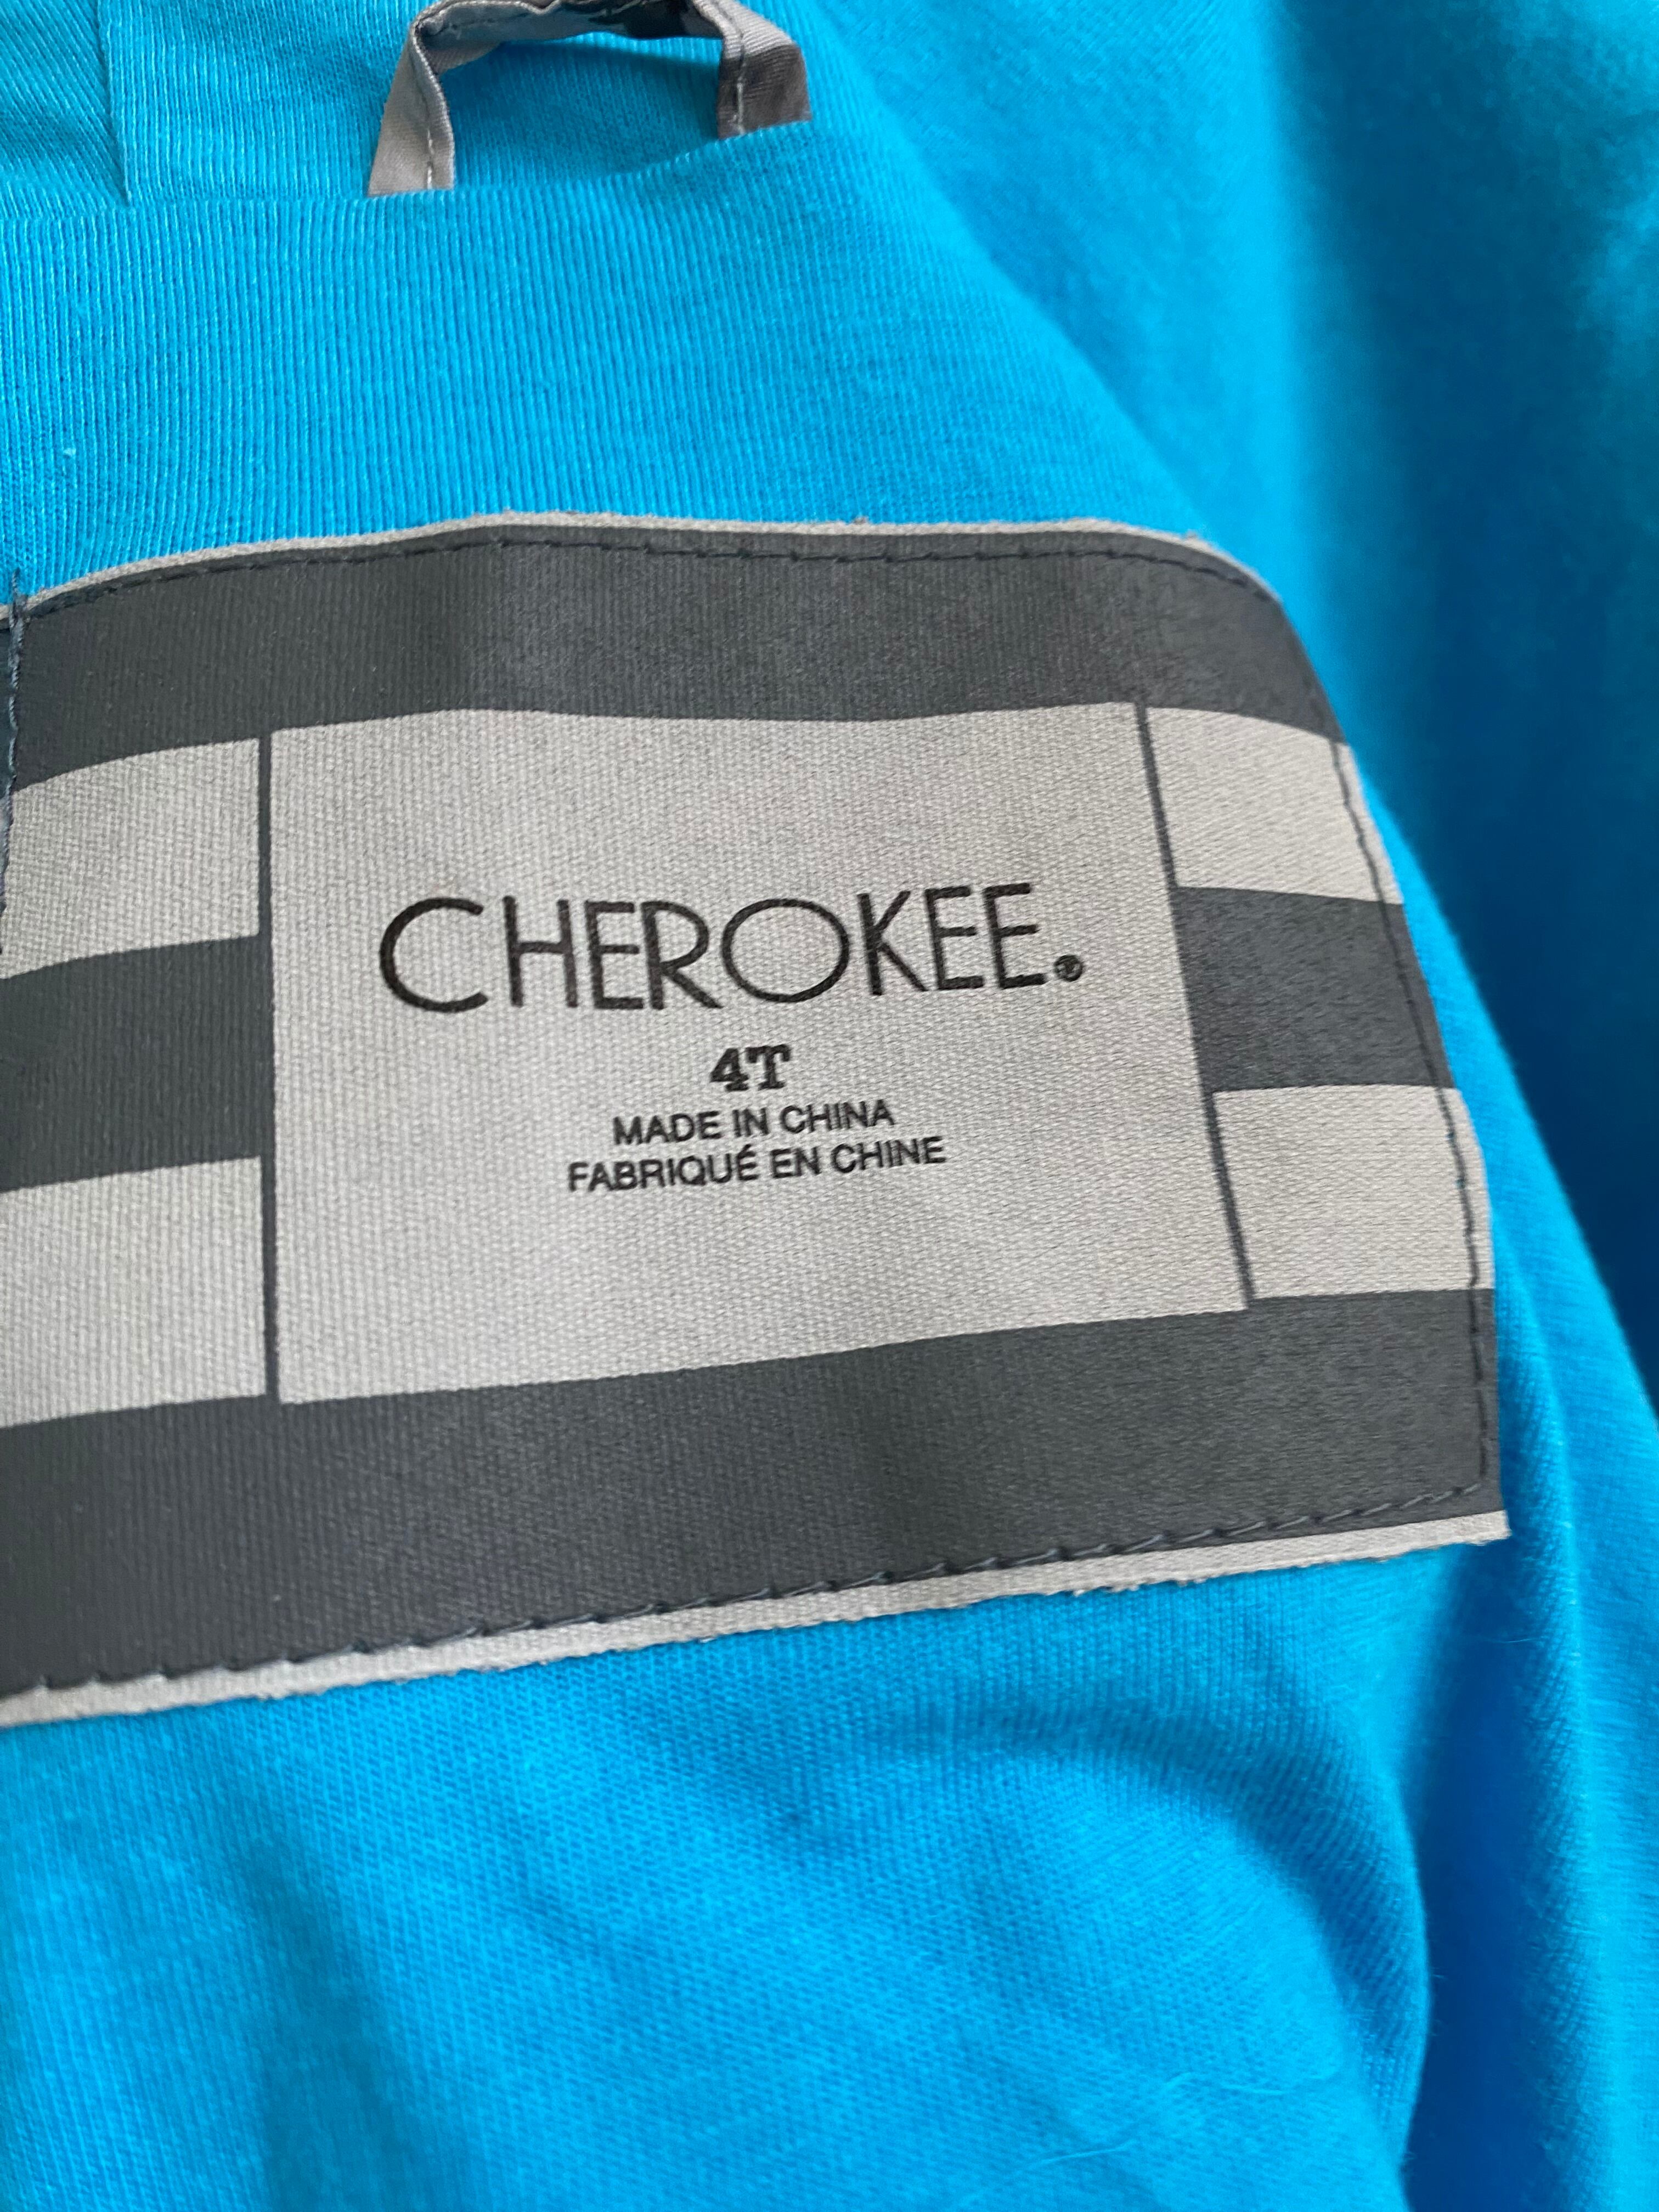 CHEROKEE.®
4T
MADE IN CHINA
FABRIQUÉ EN CHINE